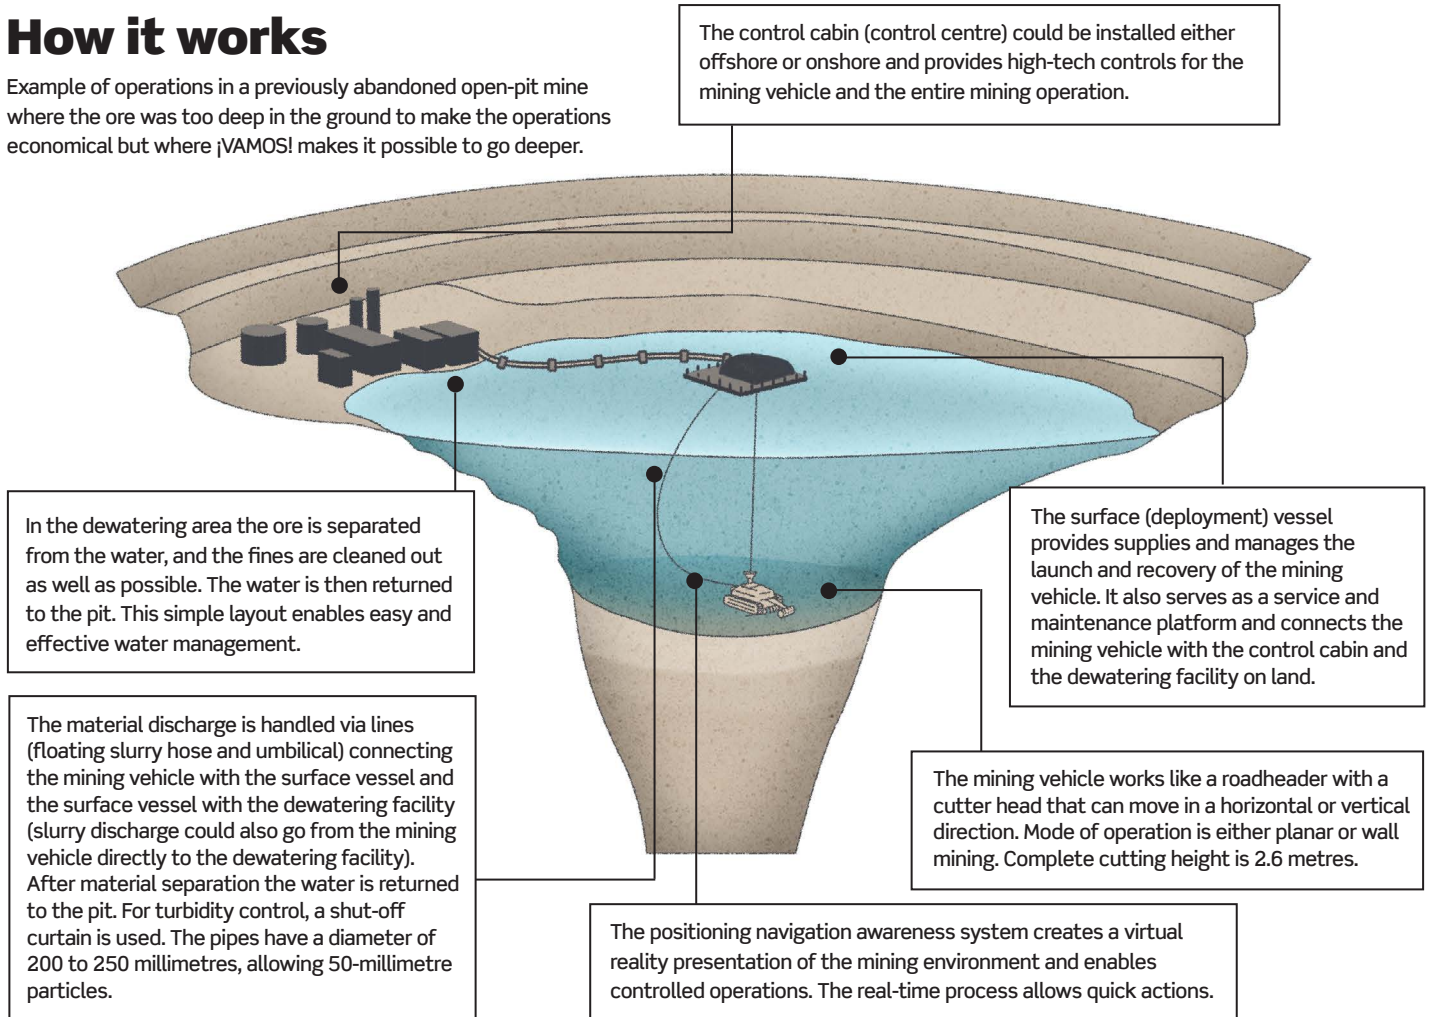 How it works
Example of operations in a previously abandoned open-pit mine
where the ore was too deep in the ground to make the operations
economical but where ¡VAMOS! makes it possible to go deeper.
The control cabin (control centre) could be installed either
offshore or onshore and provides high-tech controls for the
mining vehicle and the entire mining operation.
In the dewatering area the ore is separated
from the water, and the fines are cleaned out
as well as possible. The water is then returned
to the pit. This simple layout enables easy and
effective water management.
The surface (deployment) vessel
provides supplies and manages the
launch and recovery of the mining
vehicle. It also serves as a service and
maintenance platform and connects the
mining vehicle with the control cabin and
the dewatering facility on land.
The material discharge is handled via lines
(floating slurry hose and umbilical) connecting
the mining vehicle with the surface vessel and
the surface vessel with the dewatering facility
(slurry discharge could also go from the mining
vehicle directly to the dewatering facility).
After material separation the water is returned
to the pit. For turbidity control, a shut-off
curtain is used. The pipes have a diameter of
200 to 250 millimetres, allowing 50-millimetre
particles.
The mining vehicle works like a roadheader with a
cutter head that can move in a horizontal or vertical
direction. Mode of operation is either planar or wall
mining. Complete cutting height is 2.6 metres.
The positioning navigation awareness system creates a virtual
reality presentation of the mining environment and enables
controlled operations. The real-time process allows quick actions.